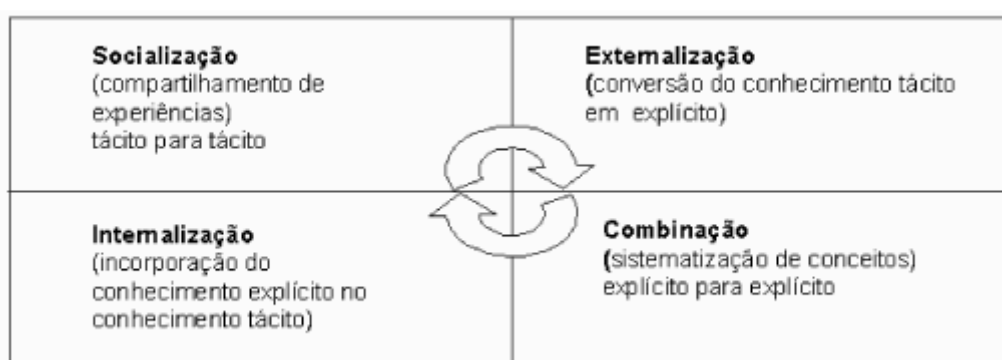 Socialização
(compartilhamento de
experiências)
tácito para tácito
Externalização
(conversão do conhecimento tácito
em explícito)
Internalização
(incorporação do
conhecimento explícito no
conhecimento tácito)
Combinação
(sistematização de conceitos)
explícito para explícito